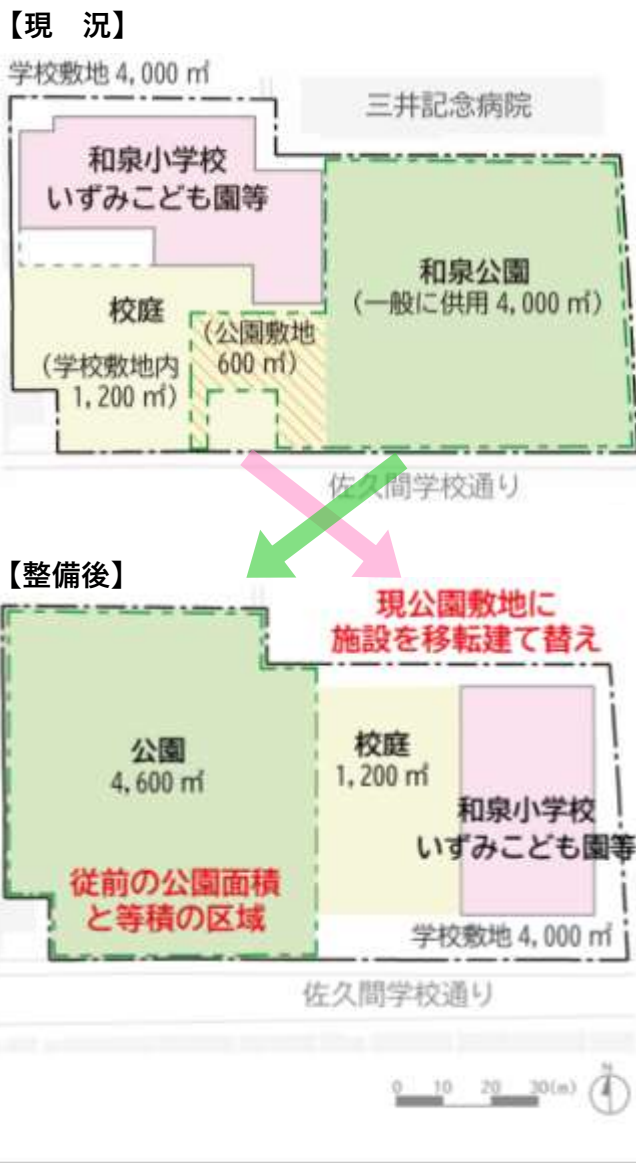 【現　況】
学校敷地 4,000 ㎡
三井記念病院
和泉小学校
いずみこども園等
和泉公園
（一般に供用 4,000 ㎡）
校庭
（学校敷地内
1,200 ㎡）
（公園敷地
600 ㎡）
佐久間学校通り
【整備後】
現公園敷地に
施設を移転建て替え
公園
4,600 ㎡
校庭
1,200 ㎡
和泉小学校
いずみこども園等
従前の公園面積
と等積の区域
学校敷地 4,000 ㎡
佐久間学校通り
0 10 20 30(m)
N